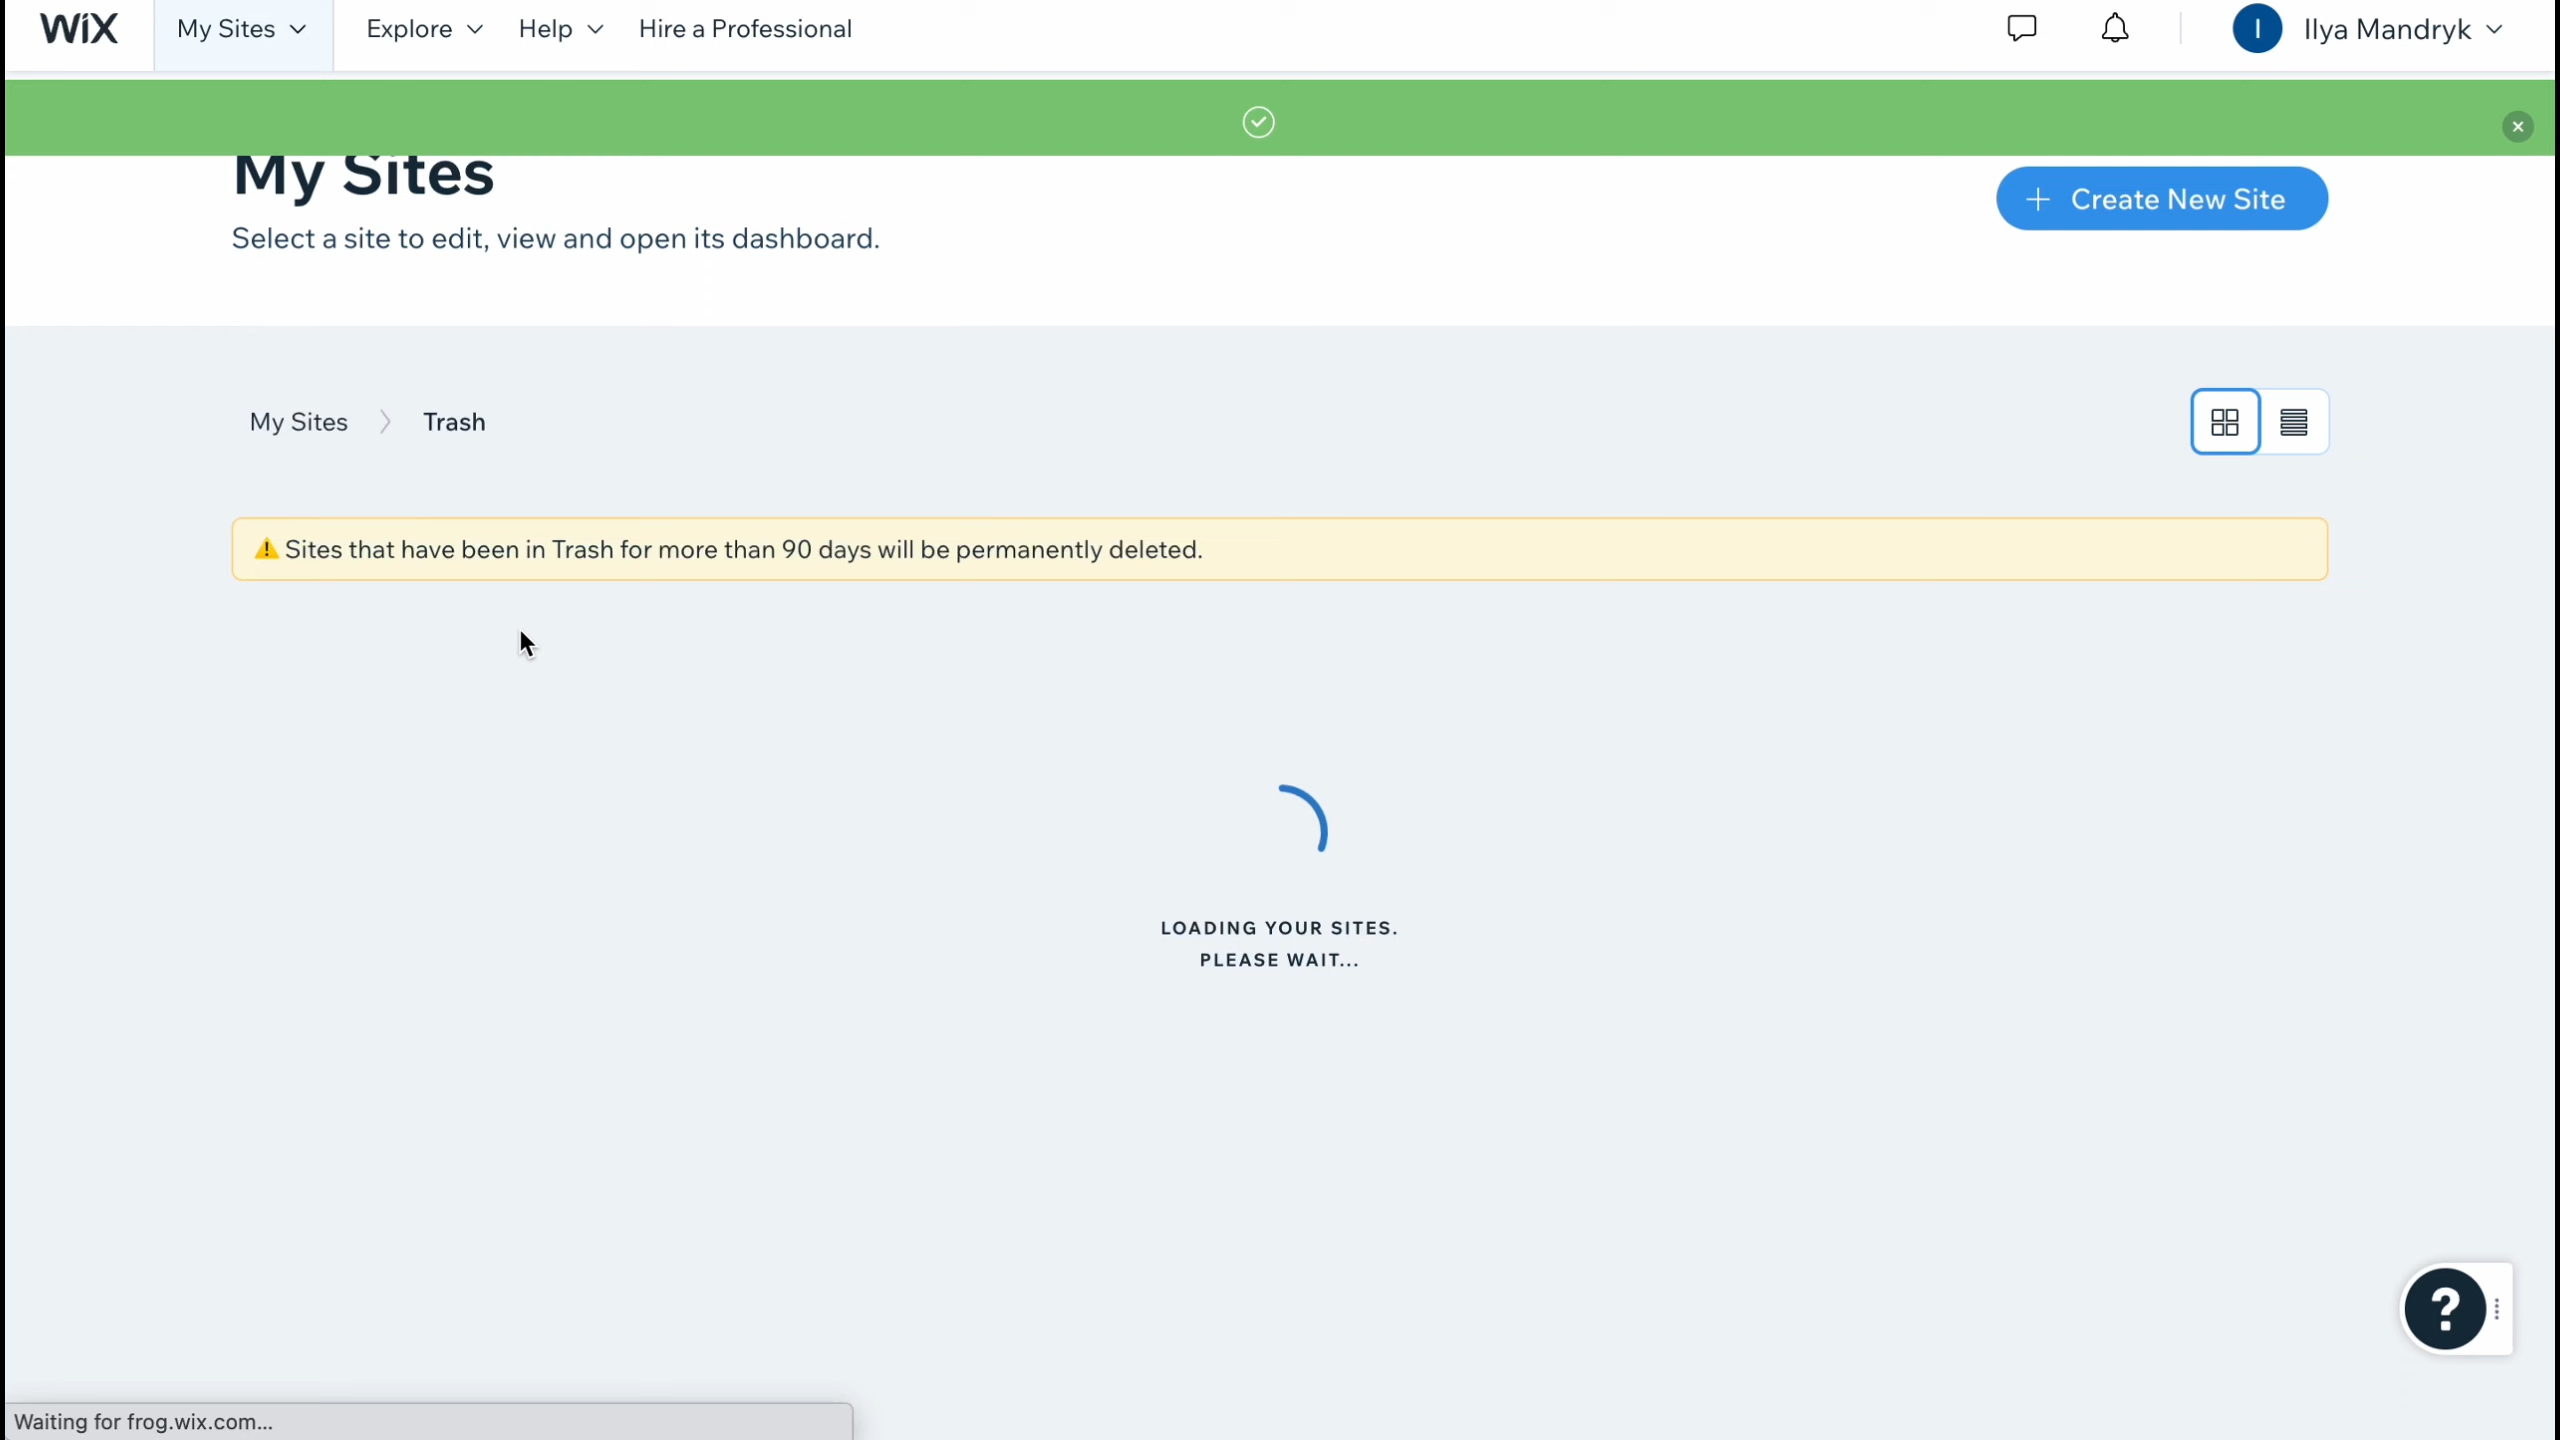 WiX
My Sites
Explore
Help
Hire a Professional
I
Ilya Mandryk
My Sites
Select a site to edit, view and open its dashboard.
+ Create New Site
My Sites
Trash
Sites that have been in Trash for more than 90 days will be permanently deleted.
LOADING YOUR SITES.
PLEASE WAIT...
?
Waiting for frog.wix.com...